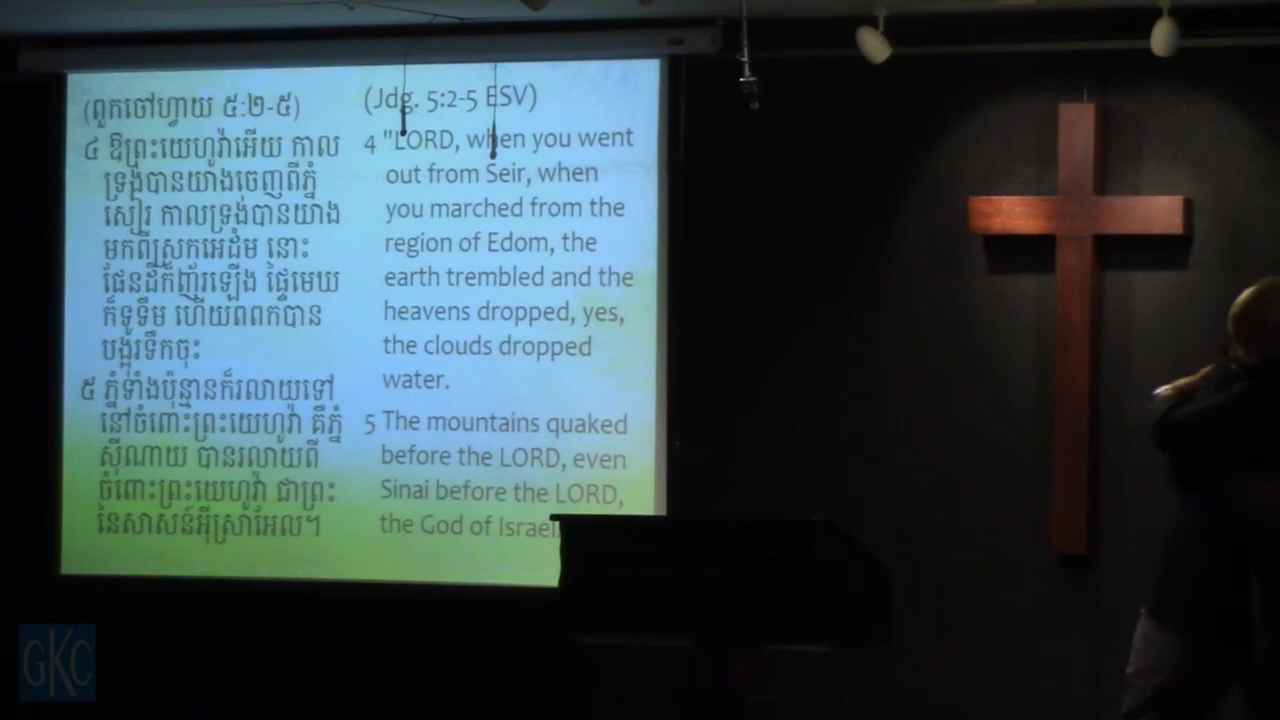 (ពួកចៅហ្វាយ ៥:២-៥)
៤ ឱព្រះយេហូវ៉ាអើយ កាល
ទ្រង់បានយាងចេញពីភ្នំ
សៀរ កាលទ្រង់បានយាង
មកពីស្រុកអេដំម នោះ
ផែនដីក៏ញ័រឡើង ផ្ទៃមេឃ
ក៏ទូទឹម ហើយពពកបាន
បង្អុរទឹកចុះ
៥ ភ្នំទាំងប៉ុន្មានក៏រលាយទៅ
នៅចំពោះព្រះយេហូវ៉ា គឺភ្នំ
ស៊ីណាយ បានរលាយពី
ចំពោះព្រះយេហូវ៉ា ជាព្រះ
នៃសាសន៍អ៊ីស្រាអែល។
(Jdg. 5:2-5 ESV)
4 "LORD, when you went
out from Seir, when
you marched from the
region of Edom, the
earth trembled and the
heavens dropped, yes,
the clouds dropped
water.
5 The mountains quaked
before the LORD, even
Sinai before the LORD,
the God of Israel.
GKC